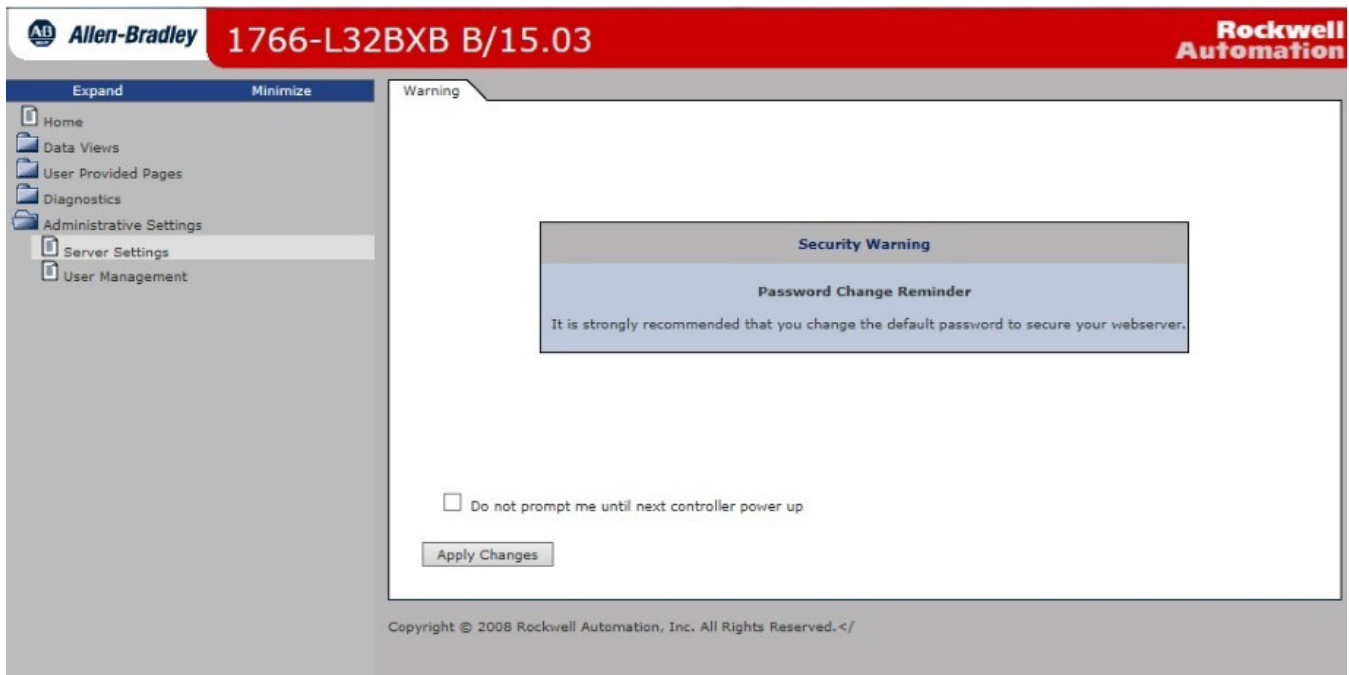 Allen-Bradley
1766-L32BXB B/15.03
Rockwell
Automation
Expand Minimize
Home
Data Views
User Provided Pages
Diagnostics
Administrative Settings
Server Settings
User Management
Warning
Security Warning
Password Change Reminder
It is strongly recommended that you change the default password to secure your webserver.
Do not prompt me until next controller power up
Apply Changes
Copyright © 2008 Rockwell Automation, Inc. All Rights Reserved.</